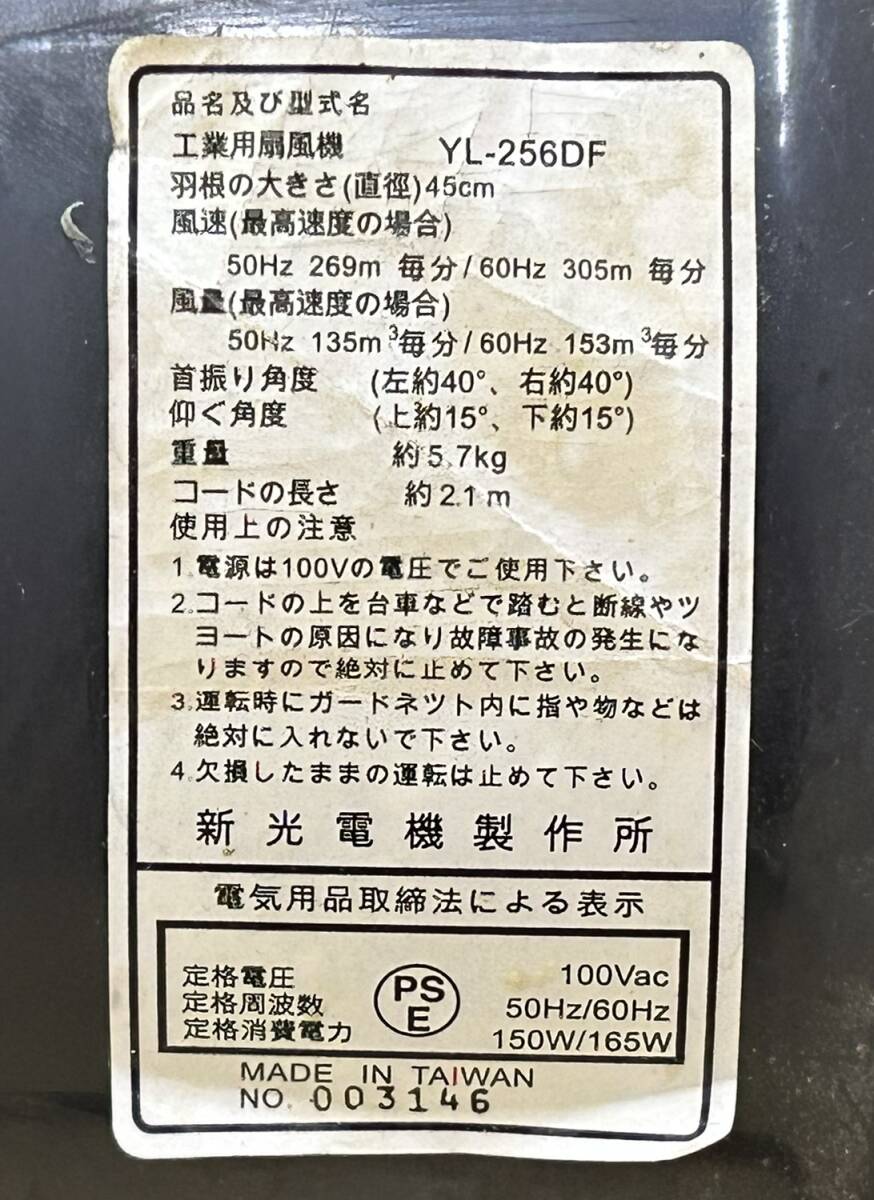 品名及び型式名
工業用扇風機 YL-256DF
羽根の大きさ(直徑)45cm
風速(最高速度の場合)
50Hz 269m 毎分/60Hz 305m 毎分
風量(最高速度の場合)
50Hz 135m³毎分/60Hz 153m³毎分
首振り角度 (左約40°、右約40°)
仰ぐ角度 (上約15°、下約15°)
重量 約5.7kg
コードの長さ 約2.1m
使用上の注意
1.電源は100Vの電圧でご使用下さい。
2.コードの上を台車などで踏むと断線やツ
ヨートの原因になり故障事故の発生にな
りますので絶対に止めて下さい。
3.運転時にガードネツト内に指や物などは
絶対に入れないで下さい。
4.欠損したままの運転は止めて下さい。
新光電機製作所
電気用品取締法による表示
定格電圧 100Vac
定格周波数 50Hz/60Hz
定格消費電力 150W/165W
PS
E
MADE IN TAIWAN
NO. 003146